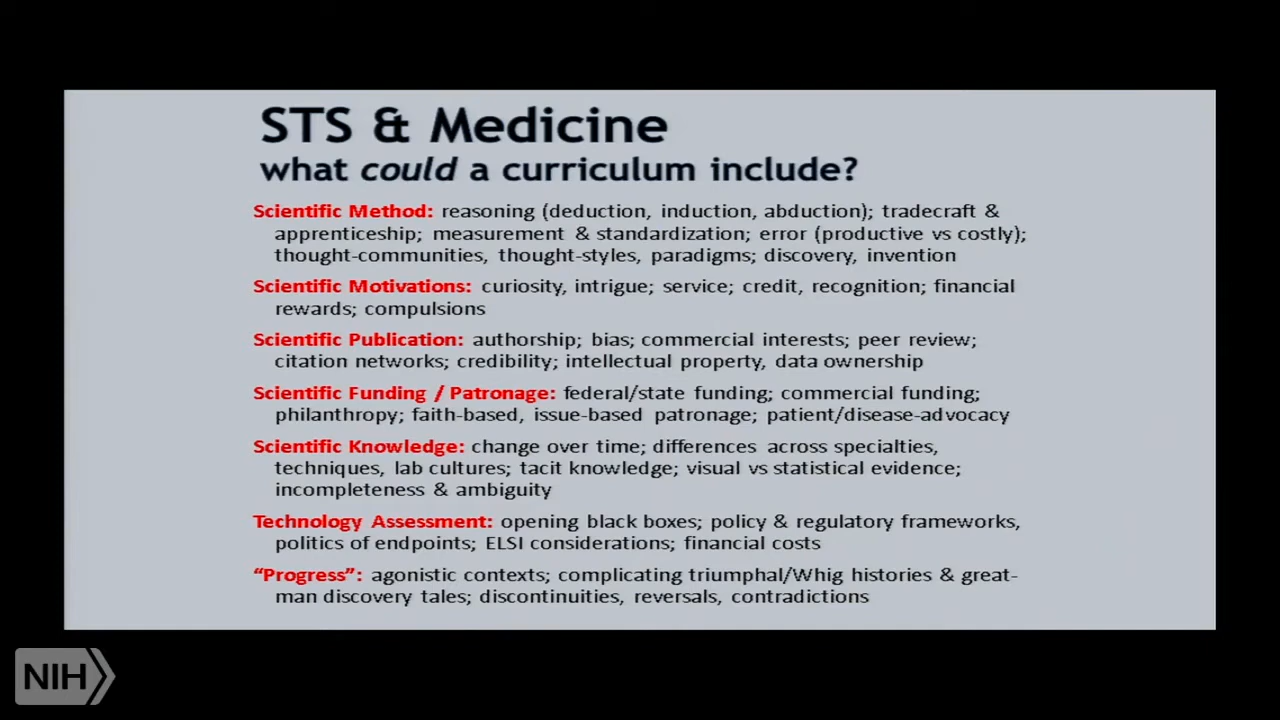 STS & Medicine
what could a curriculum include?
Scientific Method: reasoning (deduction, induction, abduction); tradecraft &
apprenticeship; measurement & standardization; error (productive vs costly);
thought-communities, thought-styles, paradigms; discovery, invention
Scientific Motivations: curiosity, intrigue; service; credit, recognition; financial
rewards; compulsions
Scientific Publication: authorship; bias; commercial interests; peer review;
citation networks; credibility; intellectual property, data ownership
Scientific Funding / Patronage: federal/state funding; commercial funding;
philanthropy; faith-based, issue-based patronage; patient/disease-advocacy
Scientific Knowledge: change over time; differences across specialties,
techniques, lab cultures; tacit knowledge; visual vs statistical evidence;
incompleteness & ambiguity
Technology Assessment: opening black boxes; policy & regulatory frameworks,
politics of endpoints; ELSI considerations; financial costs
“Progress”: agonistic contexts; complicating triumphal/Whig histories & great-
man discovery tales; discontinuities, reversals, contradictions
NIH